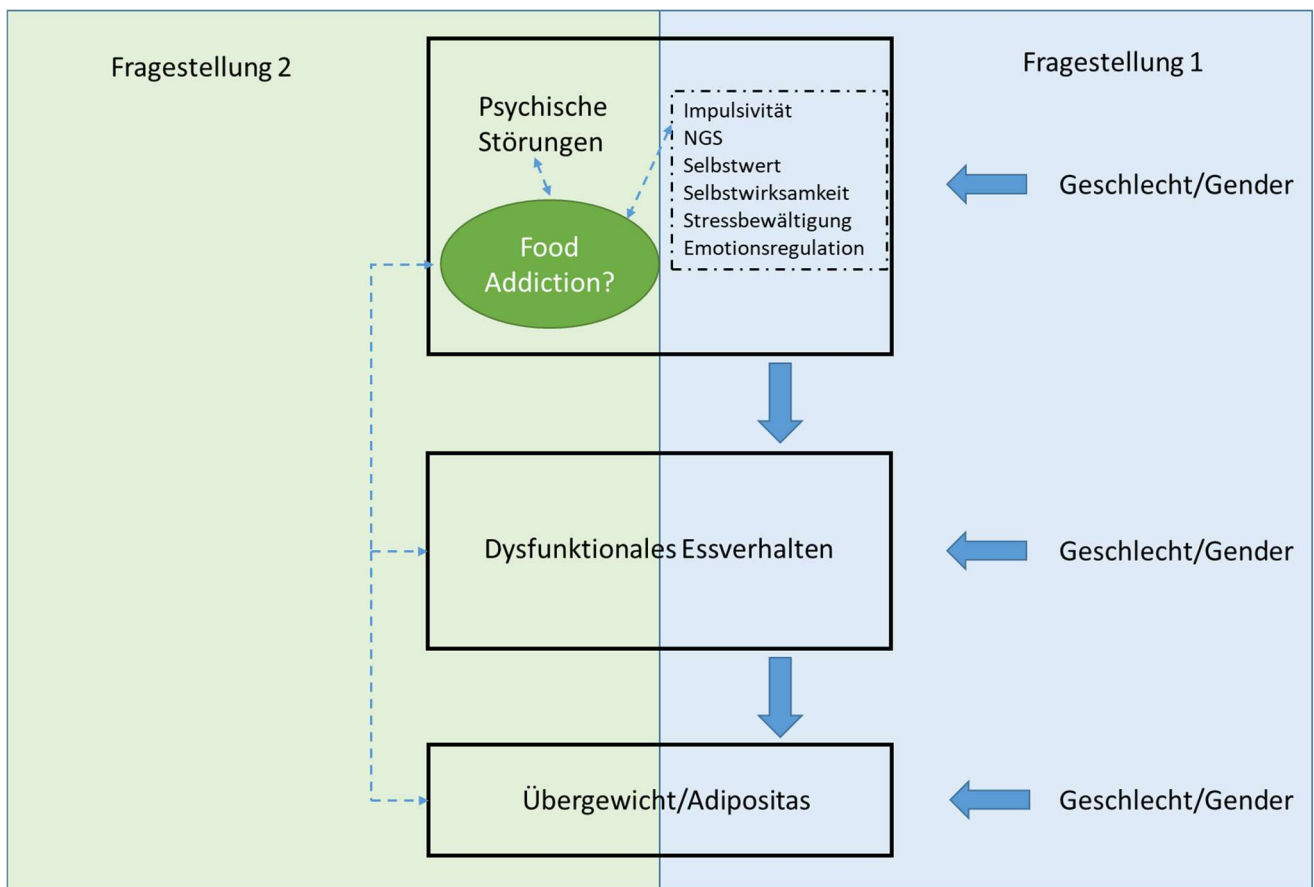 Fragestellung 2
Fragestellung 1
Psychische
Störungen
Impulsivität
NGS
Selbstwert
Selbstwirksamkeit
Stressbewältigung
Emotionsregulation
Geschlecht/Gender
Food
Addiction?
Dysfunktionales Essverhalten
Geschlecht/Gender
Übergewicht/Adipositas
Geschlecht/Gender